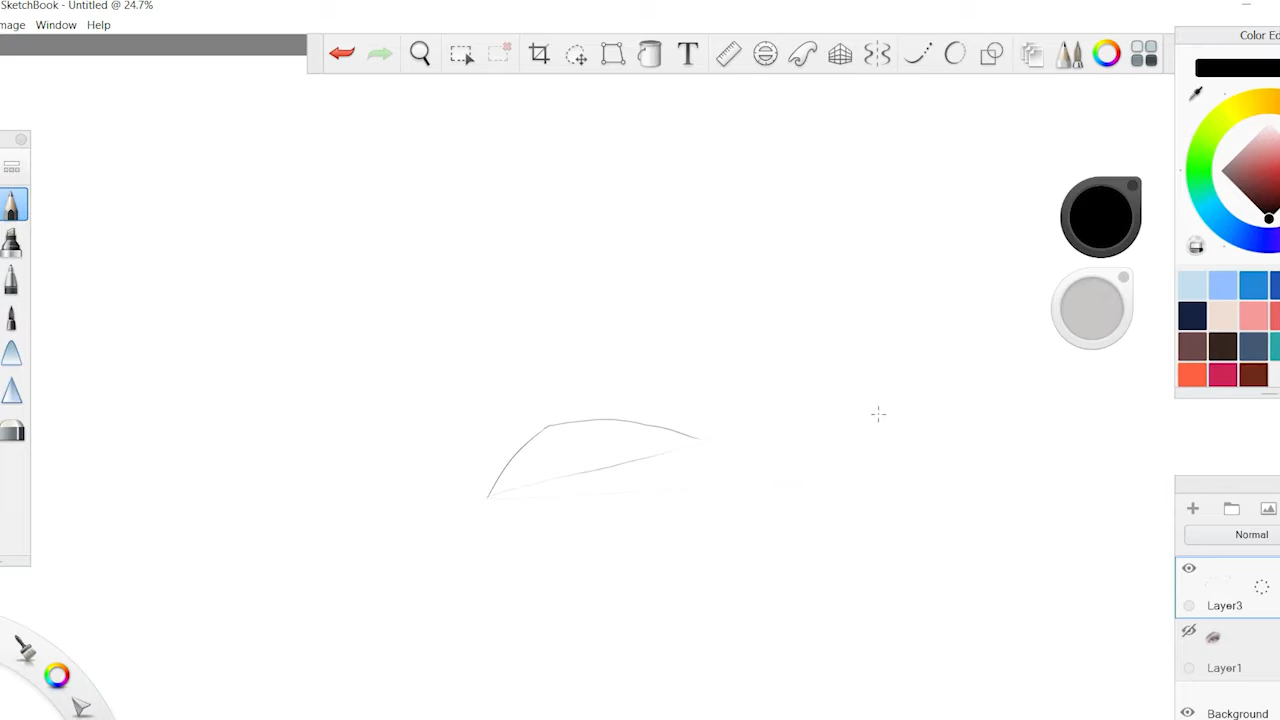 SketchBook - Untitled @ 24.7%
mage Window Help
T
Color Ed
Normal
Layer3
Layer1
Background